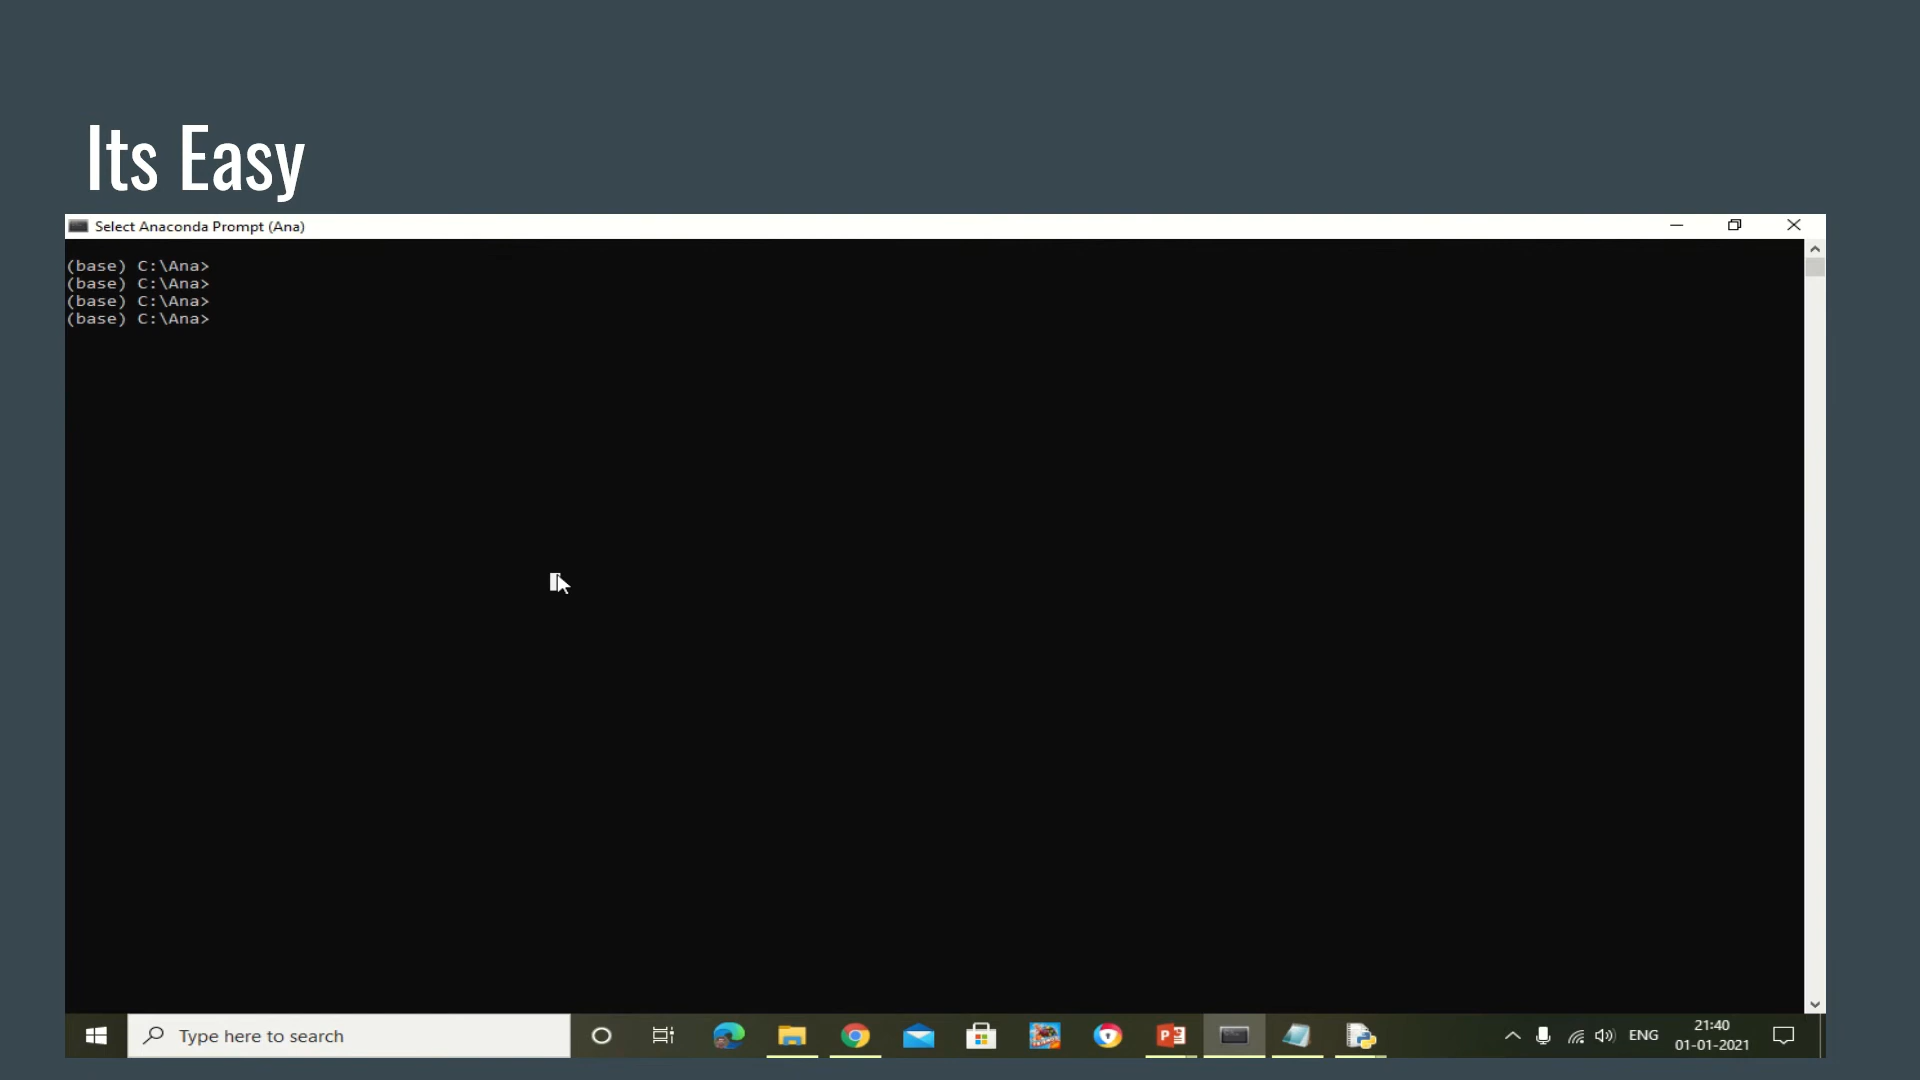 Its Easy
Select Anaconda Prompt (Ana)
(base) C:\Ana>
(base) C:\Ana>
(base) C:\Ana>
(base) C:\Ana>
Type here to search
ENG
21:40
01-01-2021